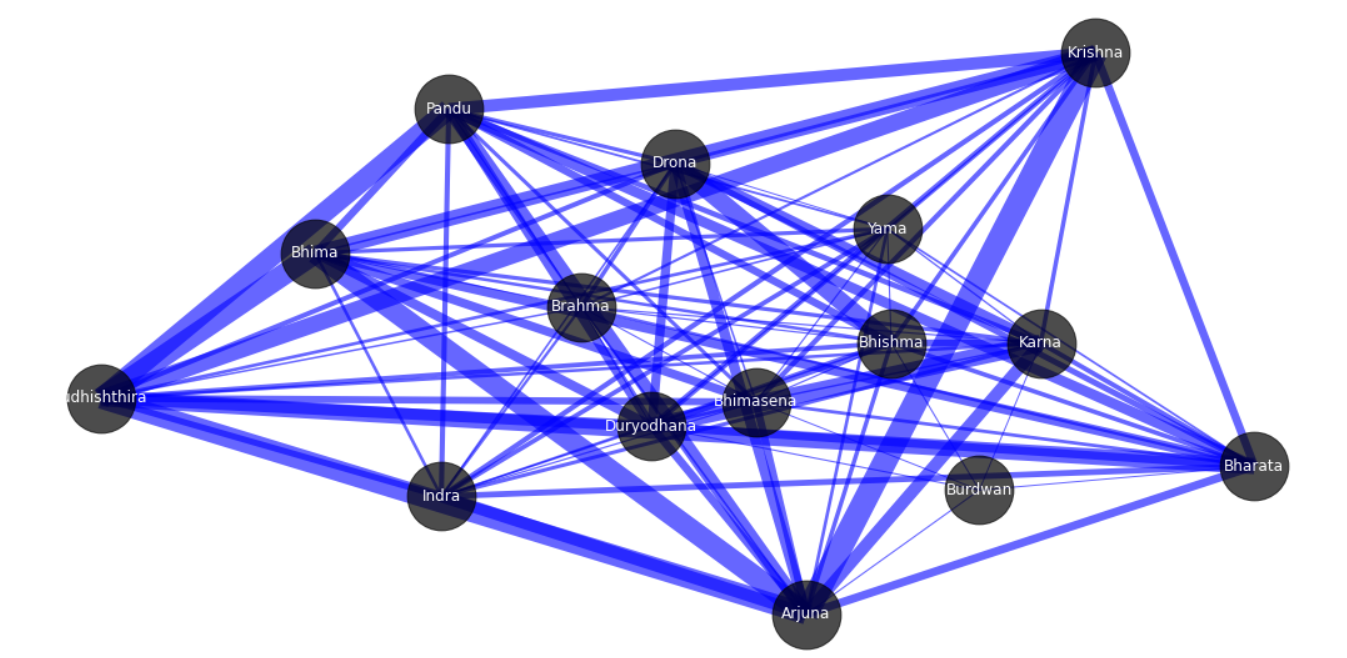 Krishna
Pandu
Drona
Yama
Bhima
Brahma
Bhishma
Karna
udhishthira
Bhimasena
Duryodhana
Bharata
Indra
Burdwan
Arjuna